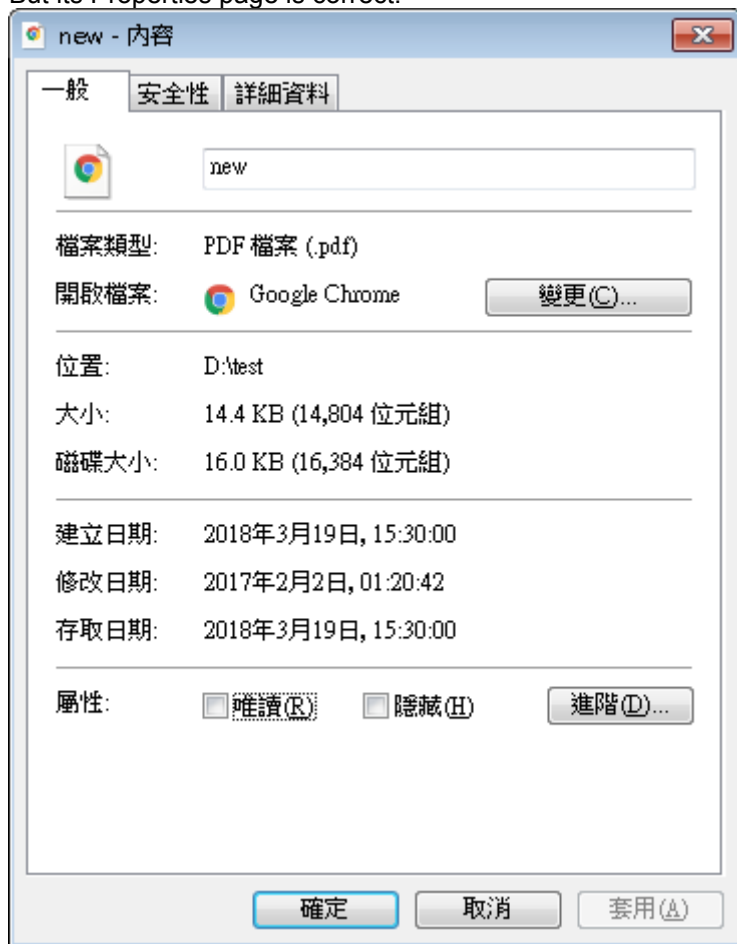 But its Properties page is correct.
new - 內容
一般 安全性 詳細資料
new
檔案類型: PDF 檔案 (.pdf)
開啟檔案: Google Chrome 變更(C)...
位置: D:\test
大小: 14.4 KB (14,804 位元組)
磁碟大小: 16.0 KB (16,384 位元組)
建立日期: 2018年3月19日, 15:30:00
修改日期: 2017年2月2日, 01:20:42
存取日期: 2018年3月19日, 15:30:00
屬性: 唯讀(R) 隱藏(H) 進階(D)...
確定 取消 套用(A)